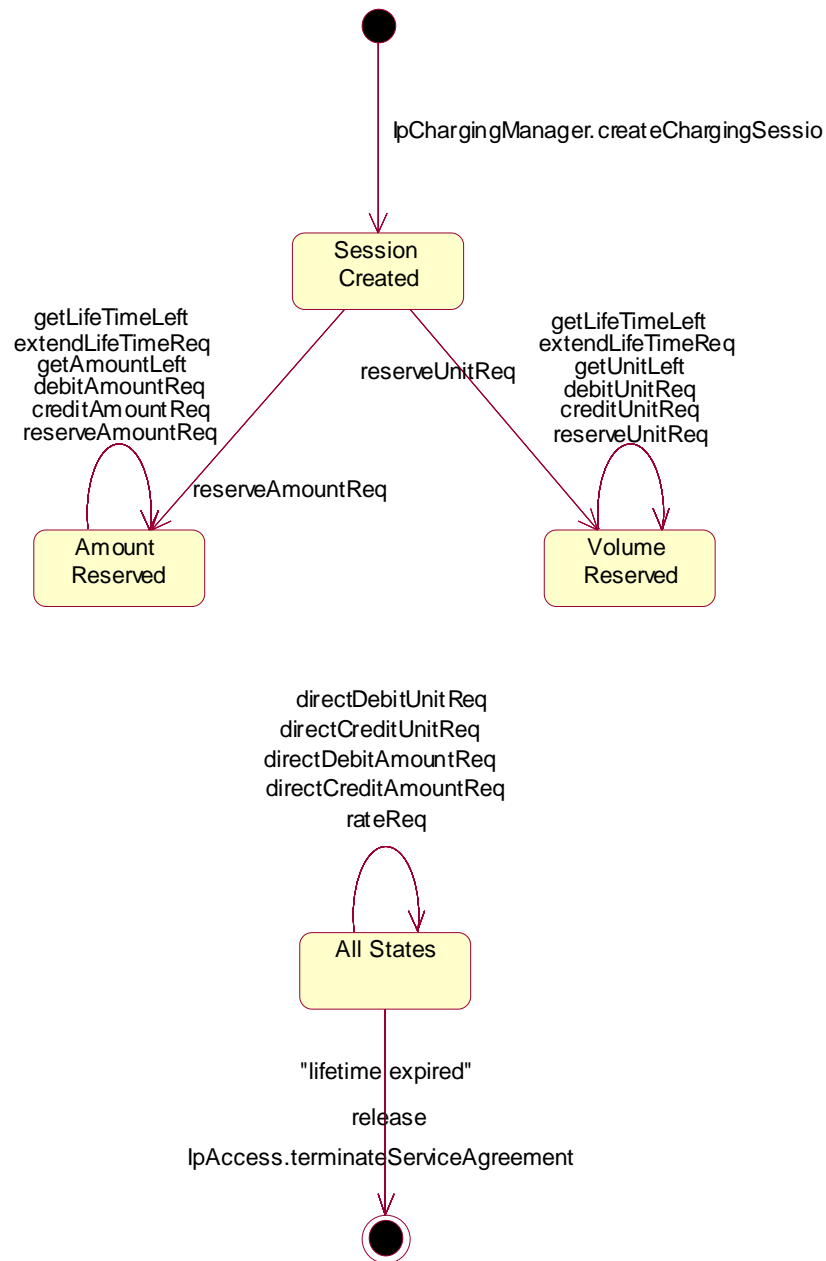 IpChargingManager.createChargingSessio
Session
Created
getLifeTimeLeft
extendLifeTimeReq
getAmountLeft
debitAmountReq
creditAmountReq
reserveAmountReq
reserveUnitReq
getLifeTimeLeft
extendLifeTimeReq
getUnitLeft
debitUnitReq
creditUnitReq
reserveUnitReq
reserveAmountReq
Amount
Reserved
Volume
Reserved
directDebitUnitReq
directCreditUnitReq
directDebitAmountReq
directCreditAmountReq
rateReq
All States
"lifetime expired"
release
IpAccess.terminateServiceAgreement